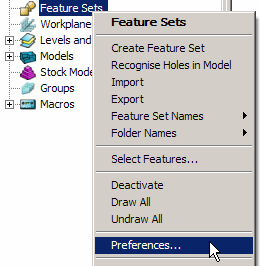 Feature Sets
Workplane
Levels and
Models
Stock Mode
Groups
Macros
Feature Sets
Create Feature Set
Recognise Holes in Model
Import
Export
Feature Set Names
Folder Names
Select Features...
Deactivate
Draw All
Undraw All
Preferences...